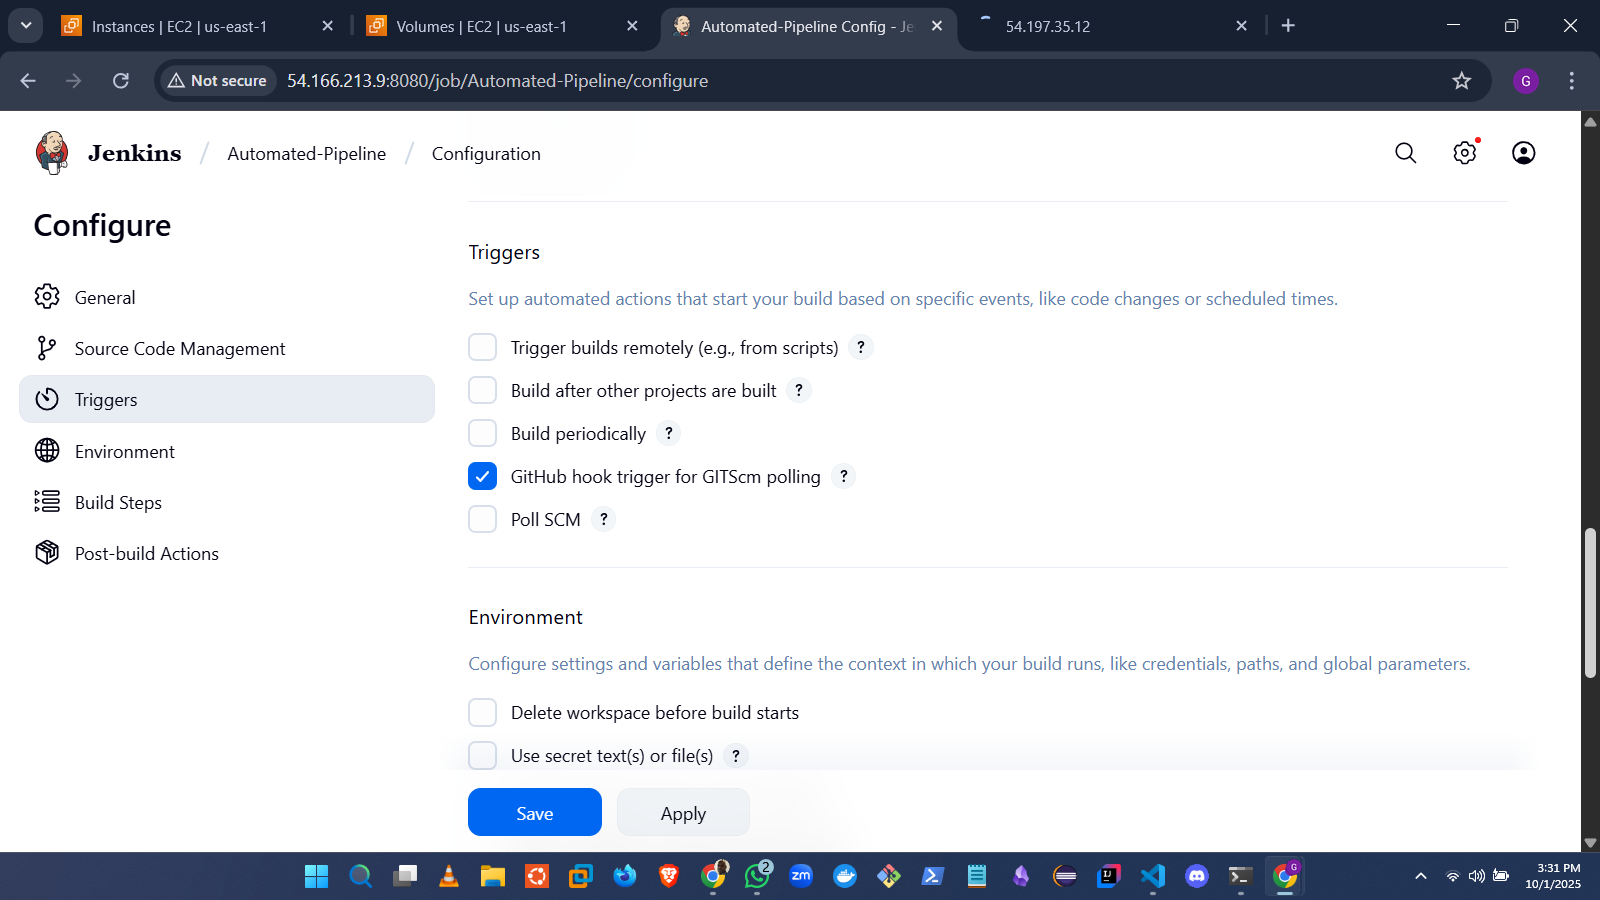 Instances | EC2 | us-east-1
Volumes | EC2 | us-east-1
Automated-Pipeline Config - Je
54.197.35.12
Not secure
54.166.213.9:8080/job/Automated-Pipeline/configure
G
Jenkins / Automated-Pipeline / Configuration
Configure
General
Source Code Management
Triggers
Environment
Build Steps
Post-build Actions
Triggers
Set up automated actions that start your build based on specific events, like code changes or scheduled times.
Trigger builds remotely (e.g., from scripts) ?
Build after other projects are built ?
Build periodically ?
GitHub hook trigger for GITScm polling ?
Poll SCM ?
Environment
Configure settings and variables that define the context in which your build runs, like credentials, paths, and global parameters.
Delete workspace before build starts
Use secret text(s) or file(s) ?
Save
Apply
2
zm
IJ
G
3:31 PM
10/1/2025